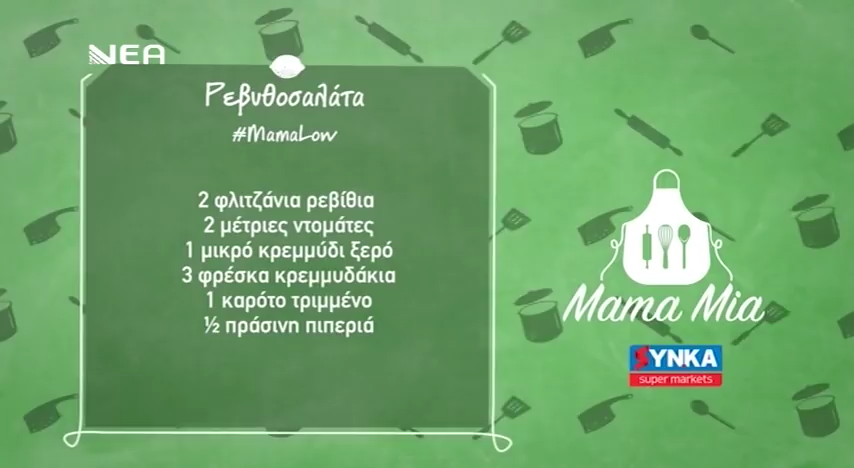 ΝΕΑ
Ρεβυθοσαλάτα
#MamaLow
2 φλιτζάνια ρεβίθια
2 μέτριες ντομάτες
1 μικρό κρεμμύδι ξερό
3 φρέσκα κρεμμυδάκια
1 καρότο τριμμένο
½ πράσινη πιπεριά
Mama Mia
SYNKA
super markets